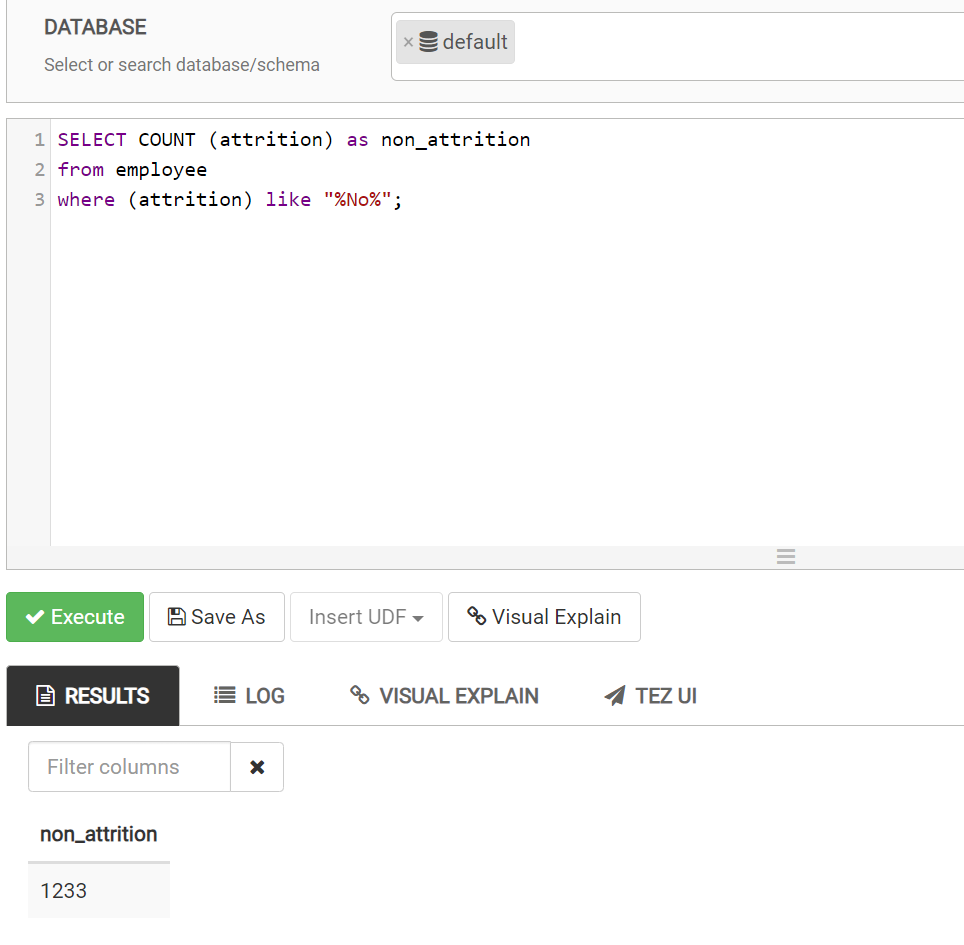 DATABASE
Select or search database/schema
× default
1 SELECT COUNT (attrition) as non_attrition
2 from employee
3 where (attrition) like "%No%";
Execute Save As Insert UDF Visual Explain
RESULTS LOG VISUAL EXPLAIN TEZ UI
Filter columns
non_attrition
1233